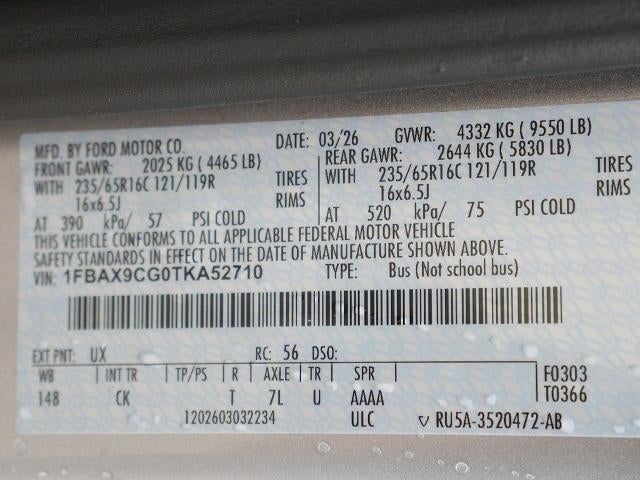 MFD. BY FORD MOTOR CO. DATE: 03/26 GVWR: 4332 KG ( 9550 LB)
FRONT GAWR: 2025 KG ( 4465 LB) REAR GAWR: 2644 KG ( 5830 LB)
WITH 235/65R16C 121/119R TIRES WITH 235/65R16C 121/119R TIRES
16x6.5J RIMS 16x6.5J RIMS
AT 390 kPa/ 57 PSI COLD AT 520 kPa/ 75 PSI COLD
THIS VEHICLE CONFORMS TO ALL APPLICABLE FEDERAL MOTOR VEHICLE
SAFETY STANDARDS IN EFFECT ON THE DATE OF MANUFACTURE SHOWN ABOVE.
VIN: 1FBAX9CG0TKA52710 TYPE: Bus (Not school bus)
EXT PNT: UX RC: 56 DSO:
WB INT TR TP/PS R AXLE TR SPR F0303
148 CK T 7L U AAAA T0366
1202603032234 ULC ▽ RU5A-3520472-AB